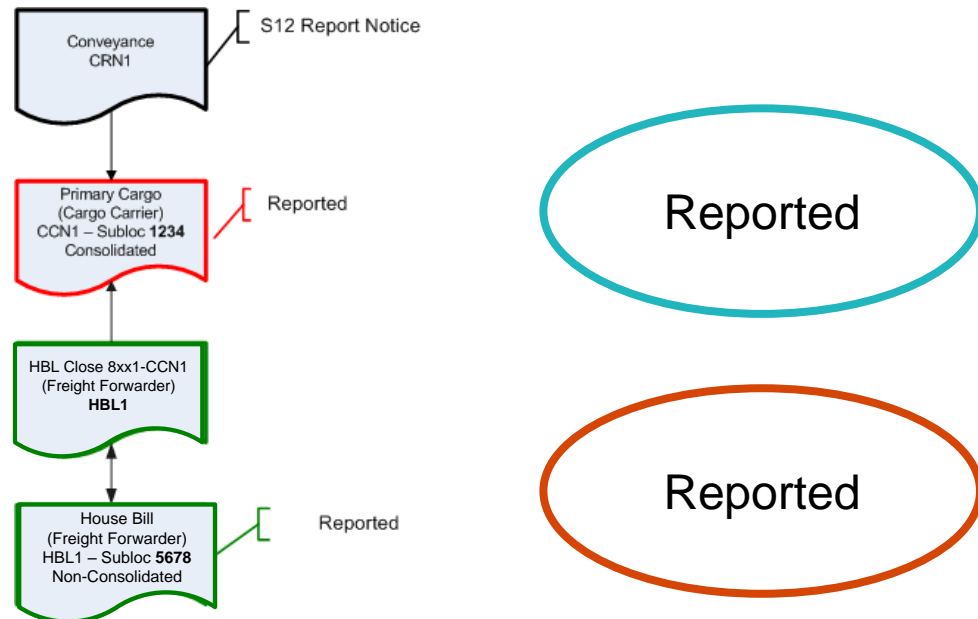 Conveyance
CRN1
S12 Report Notice
Primary Cargo
(Cargo Carrier)
CCN1 – Subloc 1234
Consolidated
Reported
HBL Close 8xx1-CCN1
(Freight Forwarder)
HBL1
House Bill
(Freight Forwarder)
HBL1 – Subloc 5678
Non-Consolidated
Reported
Reported
Reported